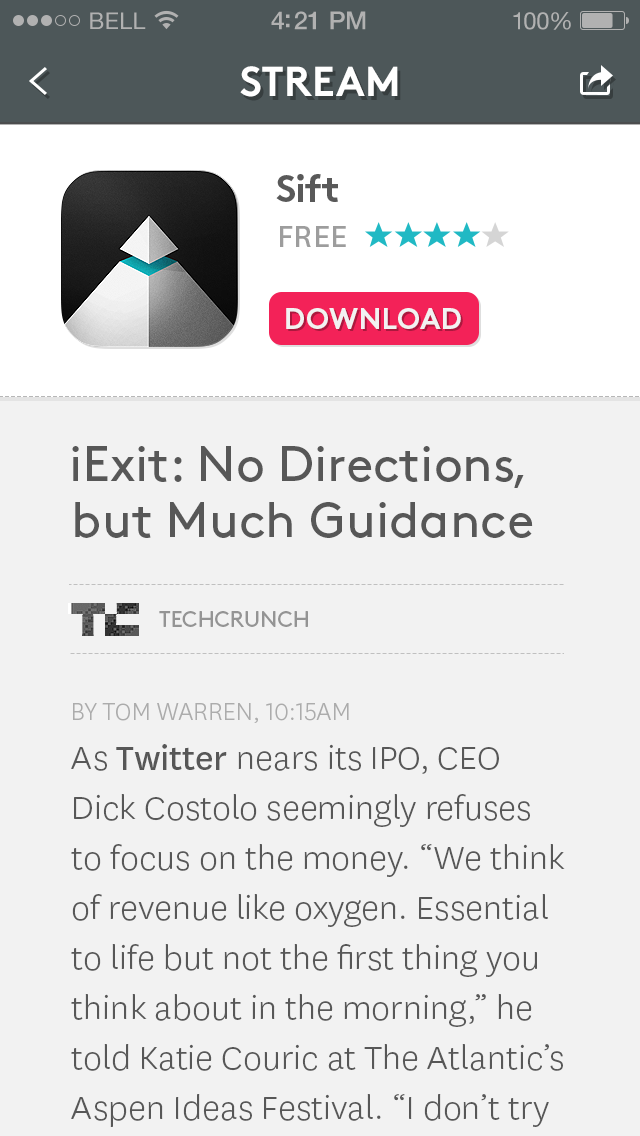 BELL 4:21 PM 100%
STREAM
Sift
FREE
DOWNLOAD
iExit: No Directions,
but Much Guidance
TC TECHCRUNCH
BY TOM WARREN, 10:15AM
As Twitter nears its IPO, CEO
Dick Costolo seemingly refuses
to focus on the money. “We think
of revenue like oxygen. Essential
to life but not the first thing you
think about in the morning,” he
told Katie Couric at The Atlantic’s
Aspen Ideas Festival. “I don’t try